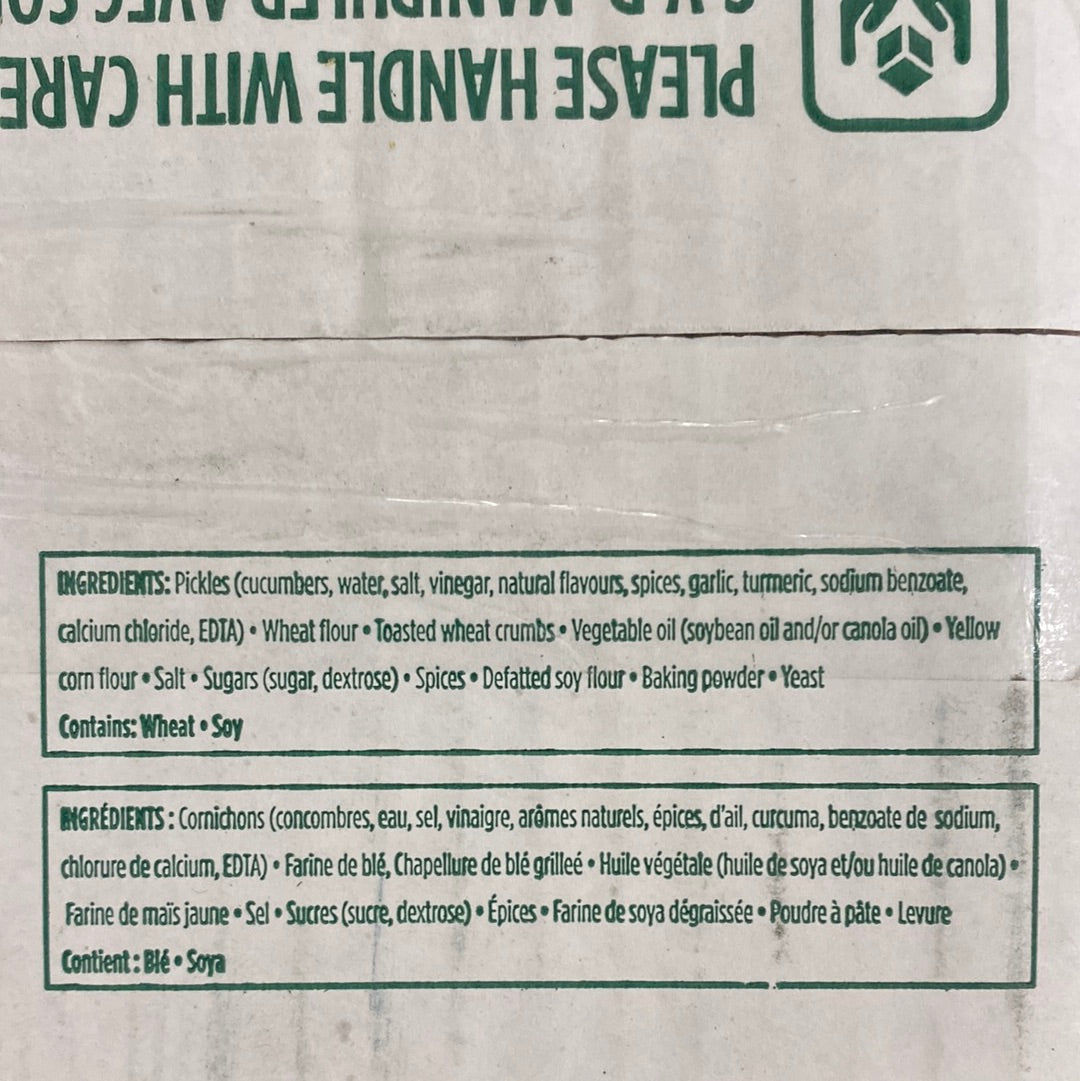 S.V.P. MANIPULER AVEC
PLEASE HANDLE WITH CARE
INGREDIENTS: Pickles (cucumbers, water, salt, vinegar, natural flavours, spices, garlic, turmeric, sodium benzoate,
calcium chloride, EDTA) • Wheat flour • Toasted wheat crumbs • Vegetable oil (soybean oil and/or canola oil) • Yellow
corn flour • Salt • Sugars (sugar, dextrose) • Spices • Defatted soy flour • Baking powder • Yeast
Contains: Wheat • Soy
INGRÉDIENTS : Cornichons (concombres, eau, sel, vinaigre, arômes naturels, épices, d'ail, curcuma, benzoate de sodium,
chlorure de calcium, EDTA) • Farine de blé, Chapellure de blé grilleé • Huile végétale (huile de soya et/ou huile de canola) •
Farine de maïs jaune • Sel • Sucres (sucre, dextrose) • Épices • Farine de soya dégraissée • Poudre à pâte • Levure
Contient : Blé • Soya